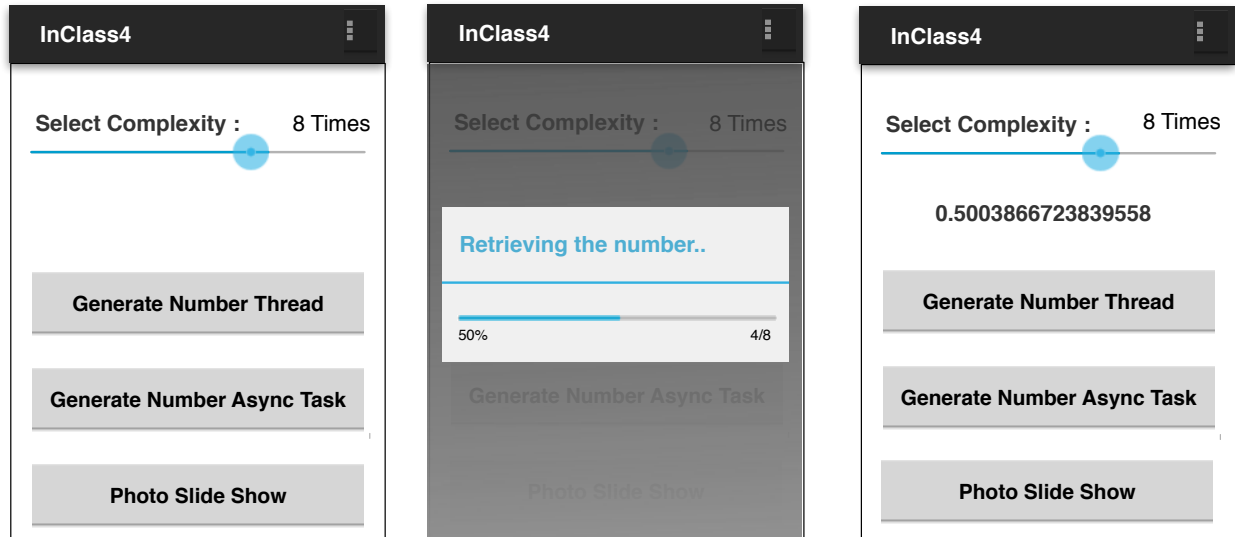 InClass4
Select Complexity : 8 Times
Generate Number Thread
Generate Number Async Task
Photo Slide Show
InClass4
Select Complexity : 8 Times
Retrieving the number..
50% 4/8
Generate Number Async Task
Photo Slide Show
InClass4
Select Complexity : 8 Times
0.5003866723839558
Generate Number Thread
Generate Number Async Task
Photo Slide Show